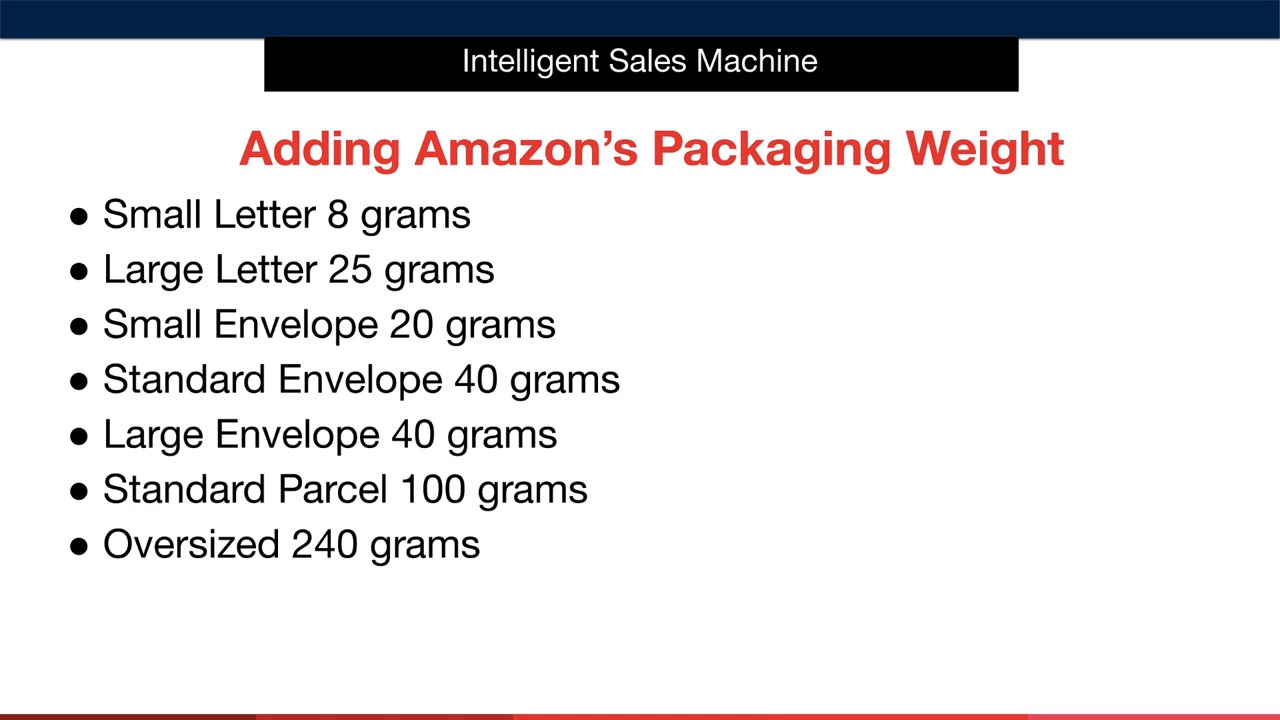 Intelligent Sales Machine
Adding Amazon’s Packaging Weight
● Small Letter 8 grams
● Large Letter 25 grams
● Small Envelope 20 grams
● Standard Envelope 40 grams
● Large Envelope 40 grams
● Standard Parcel 100 grams
● Oversized 240 grams